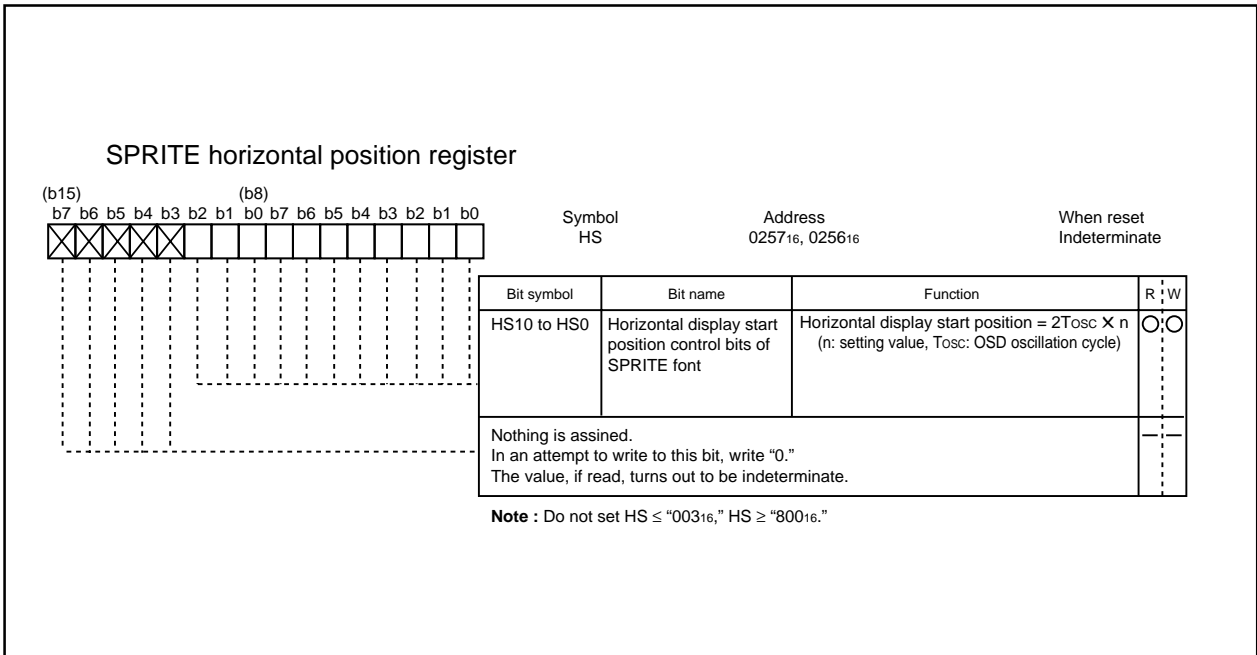 SPRITE horizontal position register
(b15) (b8)
b7 b6 b5 b4 b3 b2 b1 b0 b7 b6 b5 b4 b3 b2 b1 b0
Symbol Address When reset
HS 025716, 025616 Indeterminate
Bit symbol Bit name Function R W
HS10 to HS0 Horizontal display start Horizontal display start position = 2TOSC X n
position control bits of (n: setting value, TOSC: OSD oscillation cycle)
SPRITE font
Nothing is assined.
In an attempt to write to this bit, write “0.”
The value, if read, turns out to be indeterminate.
Note : Do not set HS ≤ “00316,” HS ≥ “80016.”